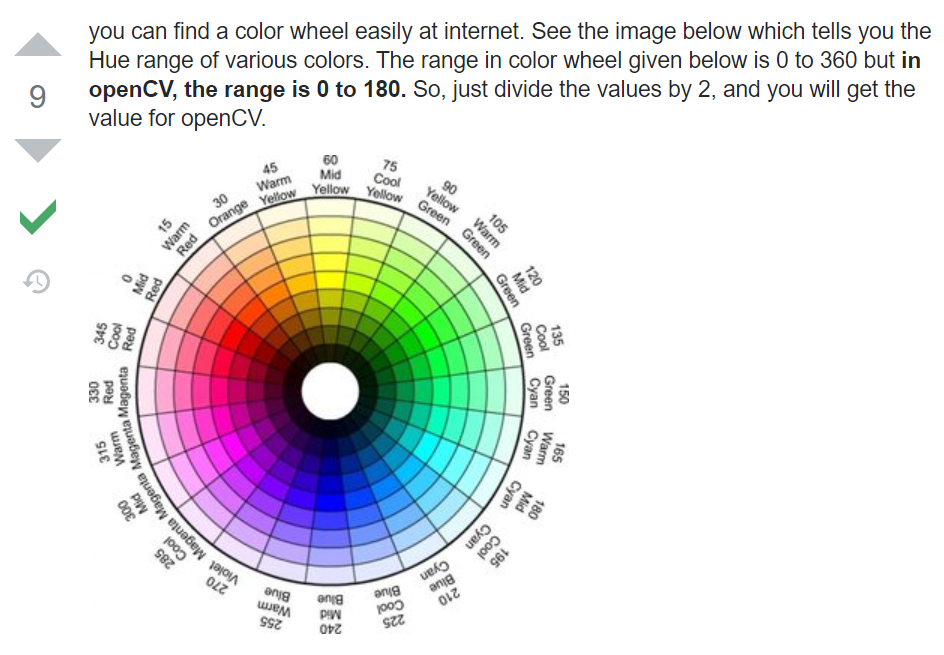 you can find a color wheel easily at internet. See the image below which tells you the
Hue range of various colors. The range in color wheel given below is 0 to 360 but in
openCV, the range is 0 to 180. So, just divide the values by 2, and you will get the
value for openCV.
9
60
Mid
Yellow
75
Cool
Yellow
90
Yellow
Green
105
Warm
Green
120
Mid
Green
135
Cool
Green
150
Green
Cyan
165
Warm
Cyan
180
Mid
Cyan
195
Cool
Cyan
210
Blue
Cyan
225
Cool
Blue
240
Mid
Blue
255
Warm
Blue
270
Violet
285
Cool
Magenta
300
Mid
Magenta
315
Warm
Magenta
330
Red
Magenta
345
Cool
Red
0
Mid
Red
15
Warm
Red
30
Orange
45
Warm
Yellow